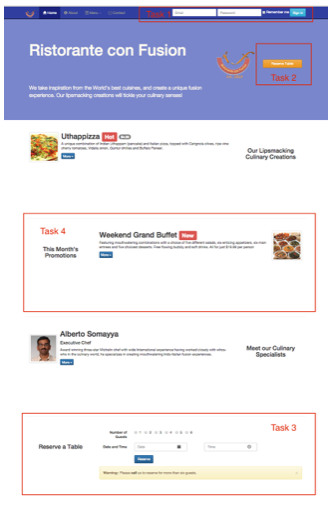 Task
Home About Menu Contact Email Password Remember me Sign in
Ristorante con Fusion
We take inspiration from the World's best cuisines, and create a unique fusion
experience. Our lipsmacking creations will tickle your culinary senses!
Reserve Table
Task 2
Uthappizza Hot
A unique combination of Indian Uthappam (pancake) and Italian pizza, topped with Cerignola olives, ripe vine
cherry tomatoes, Vidalia onion, Guntur chillies and Buffalo Paneer.
More »
Our Lipsmacking
Culinary Creations
Task 4
This Month's
Promotions
Weekend Grand Buffet New
Featuring mouthwatering combinations with a choice of five different salads, six enticing appetizers, six main
entrees and five choicest desserts. Free flowing bubbly and soft drinks. All for just $19.99 per person
More »
Alberto Somayya
Executive Chef
Award winning three-star Michelin chef with wide International experience having worked closely with
who in the culinary world, he specializes in creating mouthwatering Indo-Italian fusion experiences.
More »
Meet our Culinary
Specialists
Task 3
Reserve a Table
Number of
Guests
Date and Time Date Time
Reserve
Warning: Please call us to reserve for more than six guests.